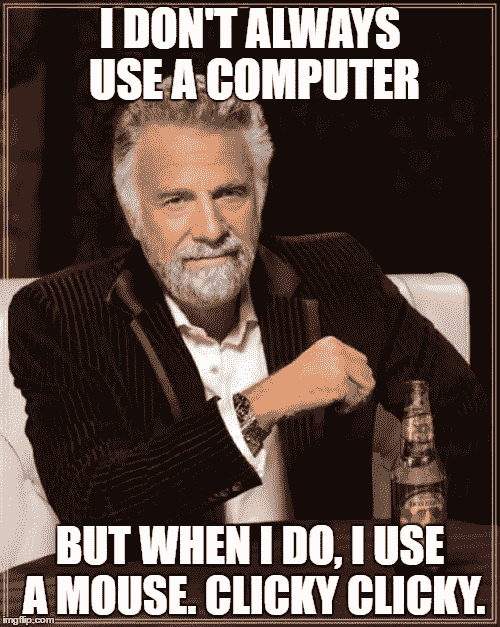 I DON'T ALWAYS
USE A COMPUTER
BUT WHEN I DO, I USE
A MOUSE. CLICKY CLICKY.
imgflip.com